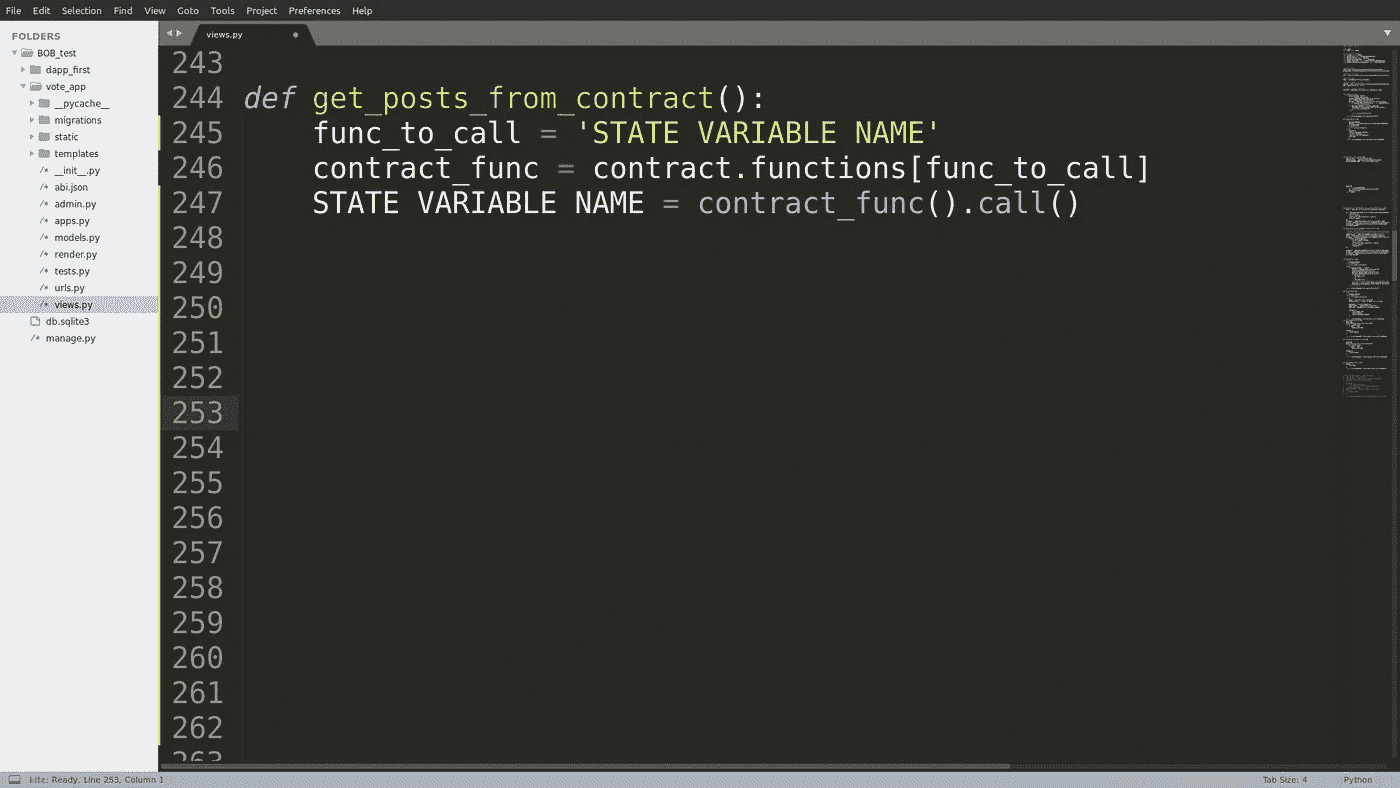 File Edit Selection Find View Goto Tools Project Preferences Help
FOLDERS
BOB_test
dapp_first
vote_app
__pycache__
migrations
static
templates
__init__.py
abi.json
admin.py
apps.py
models.py
render.py
tests.py
urls.py
views.py
db.sqlite3
manage.py
views.py
243
244 def get_posts_from_contract():
245 func_to_call = 'STATE VARIABLE NAME'
246 contract_func = contract.functions[func_to_call]
247 STATE VARIABLE NAME = contract_func().call()
248
249
250
251
252
253
254
255
256
257
258
259
260
261
262
263
kite: Ready, Line 253, Column 1
Tab Size: 4 Python